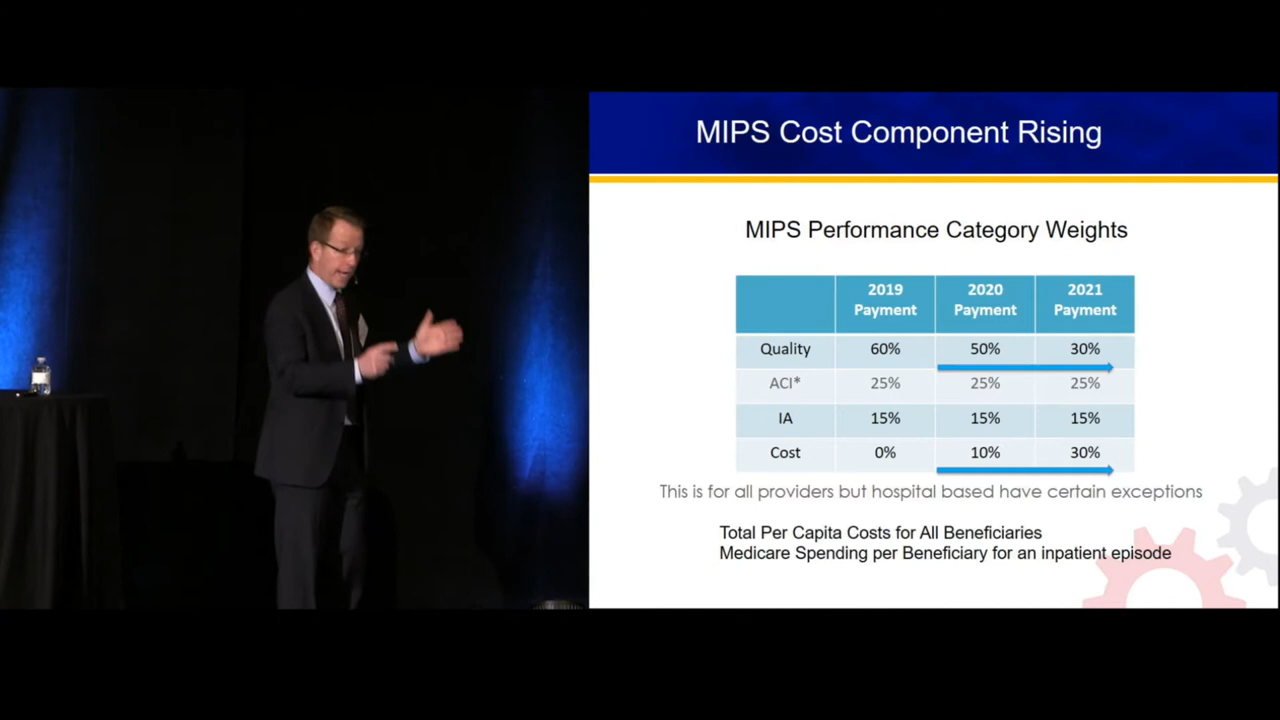 MIPS Cost Component Rising
MIPS Performance Category Weights
2019 Payment 2020 Payment 2021 Payment
Quality 60% 50% 30%
ACI* 25% 25% 25%
IA 15% 15% 15%
Cost 0% 10% 30%
This is for all providers but hospital based have certain exceptions
Total Per Capita Costs for All Beneficiaries
Medicare Spending per Beneficiary for an inpatient episode